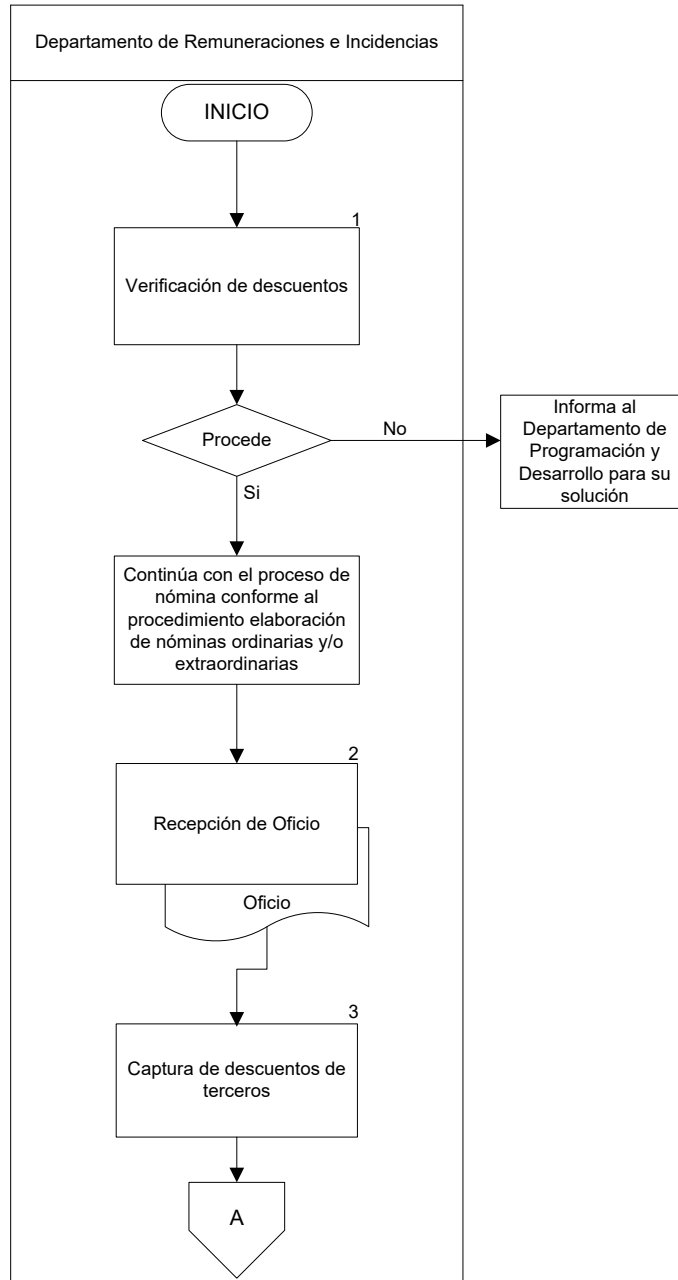 Departamento de Remuneraciones e Incidencias
INICIO
1
Verificación de descuentos
Procede
No
Informa al
Departamento de
Programación y
Desarrollo para su
solución
Si
Continúa con el proceso de
nómina conforme al
procedimiento elaboración
de nóminas ordinarias y/o
extraordinarias
2
Recepción de Oficio
Oficio
3
Captura de descuentos de
terceros
A